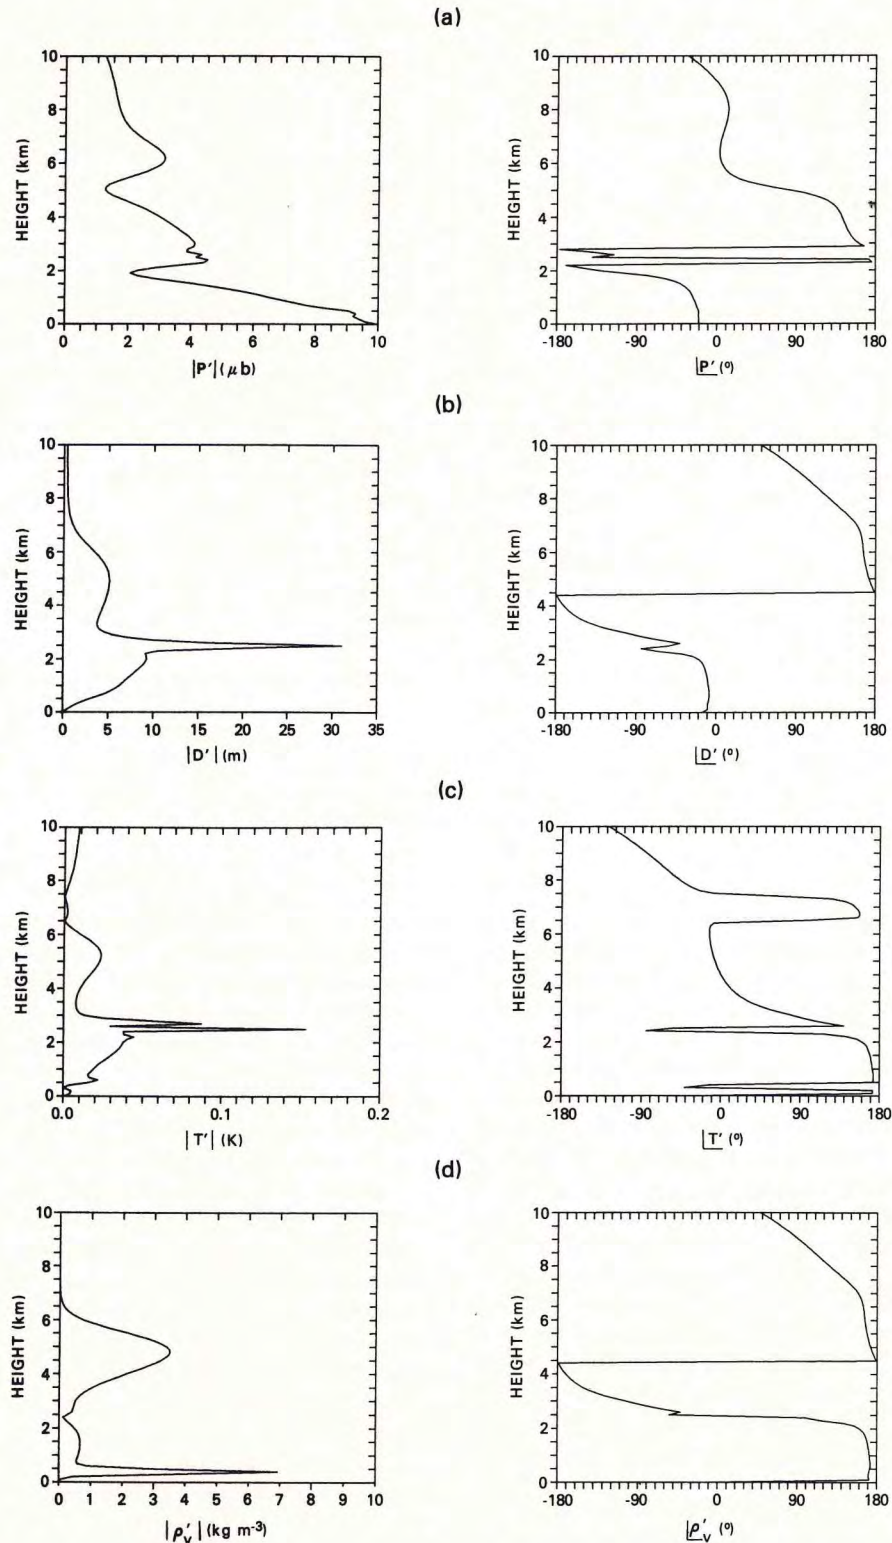 (a)
HEIGHT (km)
10
8
6
4
2
0
0 2 4 6 8 10
|P′| (μb)
HEIGHT (km)
10
8
6
4
2
0
-180 -90 0 90 180
P′ (°)
(b)
HEIGHT (km)
10
8
6
4
2
0
0 5 10 15 20 25 30 35
|D′| (m)
HEIGHT (km)
10
8
6
4
2
0
-180 -90 0 90 180
D′ (°)
(c)
HEIGHT (km)
10
8
6
4
2
0
0.0 0.1 0.2
|T′| (K)
HEIGHT (km)
10
8
6
4
2
0
-180 -90 0 90 180
T′ (°)
(d)
HEIGHT (km)
10
8
6
4
2
0
0 1 2 3 4 5 6 7 8 9 10
|ρ′v| (kg m-3)
HEIGHT (km)
10
8
6
4
2
0
-180 -90 0 90 180
ρ′v (°)